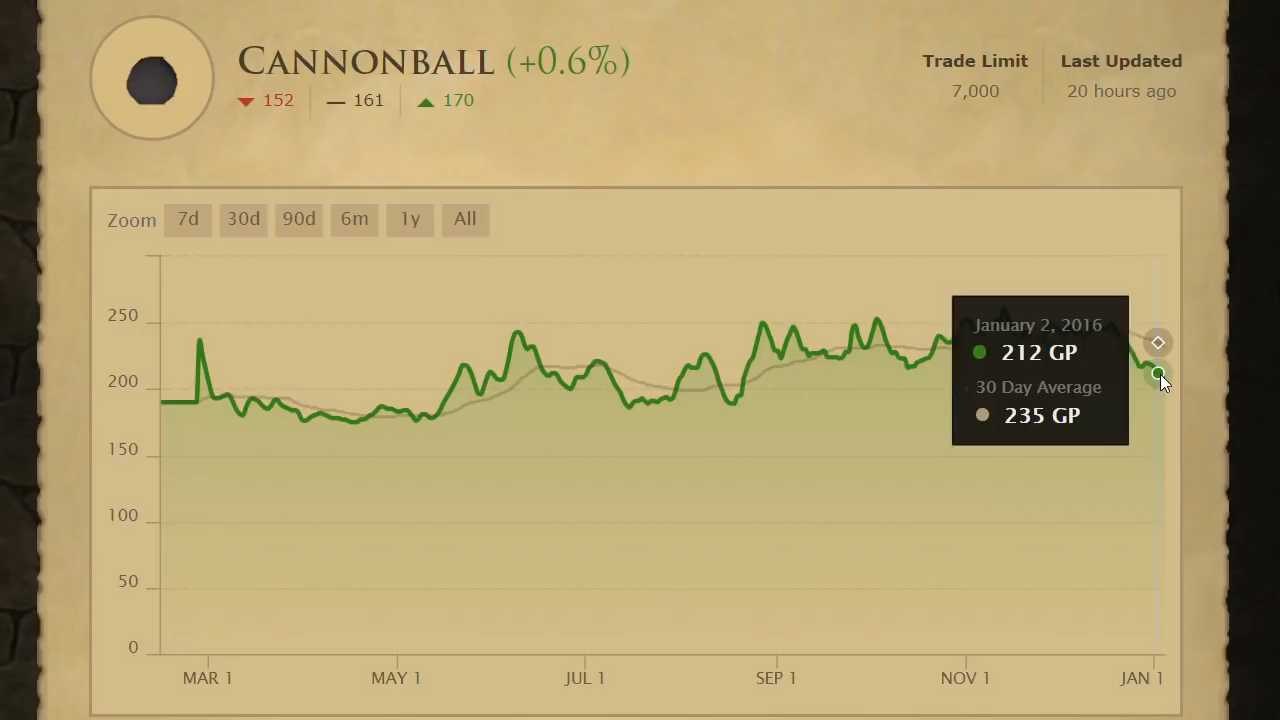 CANNONBALL (+0.6%)
152 161 170
Trade Limit Last Updated
7,000 20 hours ago
Zoom 7d 30d 90d 6m 1y All
250
200
150
100
50
0
January 2, 2016
212 GP
30 Day Average
235 GP
MAR 1 MAY 1 JUL 1 SEP 1 NOV 1 JAN 1